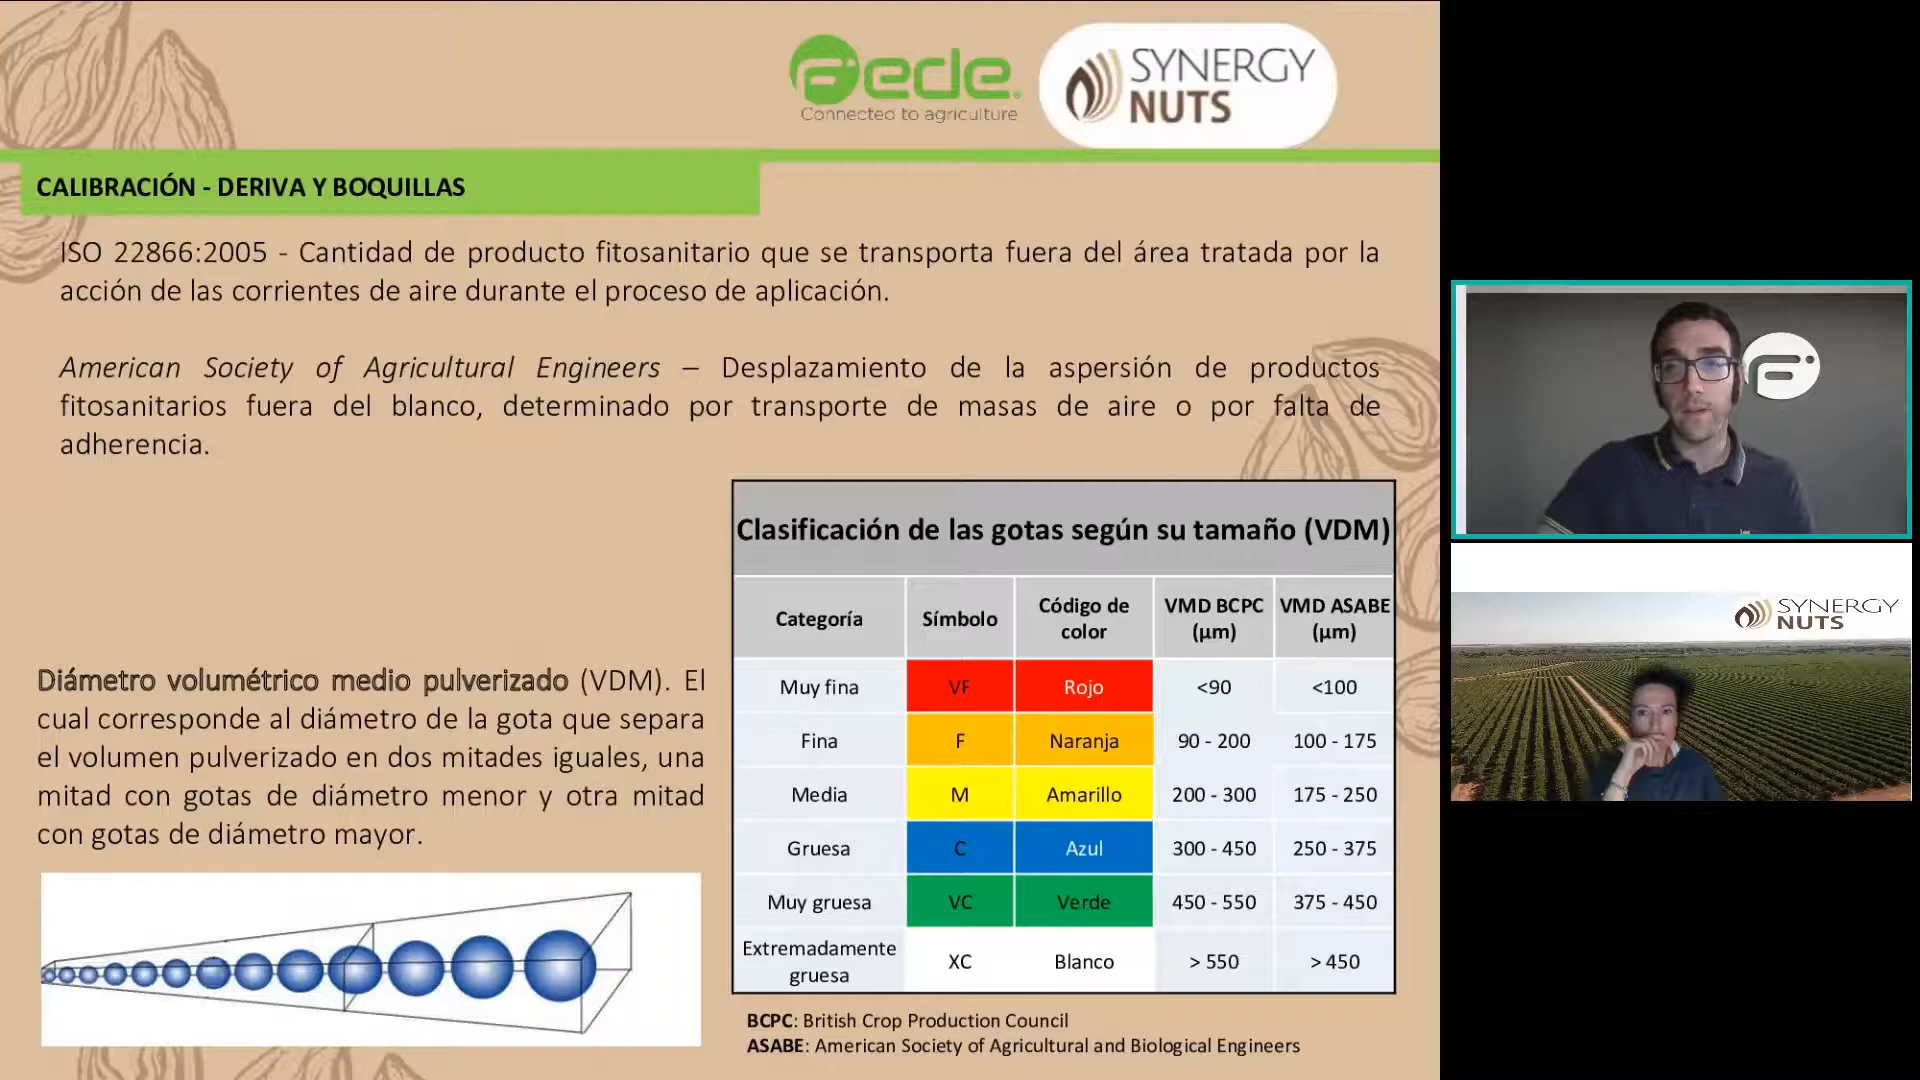 Fede
Connected to agriculture
SYNERGY
NUTS
CALIBRACIÓN - DERIVA Y BOQUILLAS
ISO 22866:2005 - Cantidad de producto fitosanitario que se transporta fuera del área tratada por la
acción de las corrientes de aire durante el proceso de aplicación.
American Society of Agricultural Engineers – Desplazamiento de la aspersión de productos
fitosanitarios fuera del blanco, determinado por transporte de masas de aire o por falta de
adherencia.
Diámetro volumétrico medio pulverizado (VDM). El
cual corresponde al diámetro de la gota que separa
el volumen pulverizado en dos mitades iguales, una
mitad con gotas de diámetro menor y otra mitad
con gotas de diámetro mayor.
Clasificación de las gotas según su tamaño (VDM)
Categoría Símbolo Código de color VMD BCPC (µm) VMD ASABE (µm)
Muy fina VF Rojo <90 <100
Fina F Naranja 90 - 200 100 - 175
Media M Amarillo 200 - 300 175 - 250
Gruesa C Azul 300 - 450 250 - 375
Muy gruesa VC Verde 450 - 550 375 - 450
Extremadamente gruesa XC Blanco > 550 > 450
BCPC: British Crop Production Council
ASABE: American Society of Agricultural and Biological Engineers
SYNERGY
NUTS